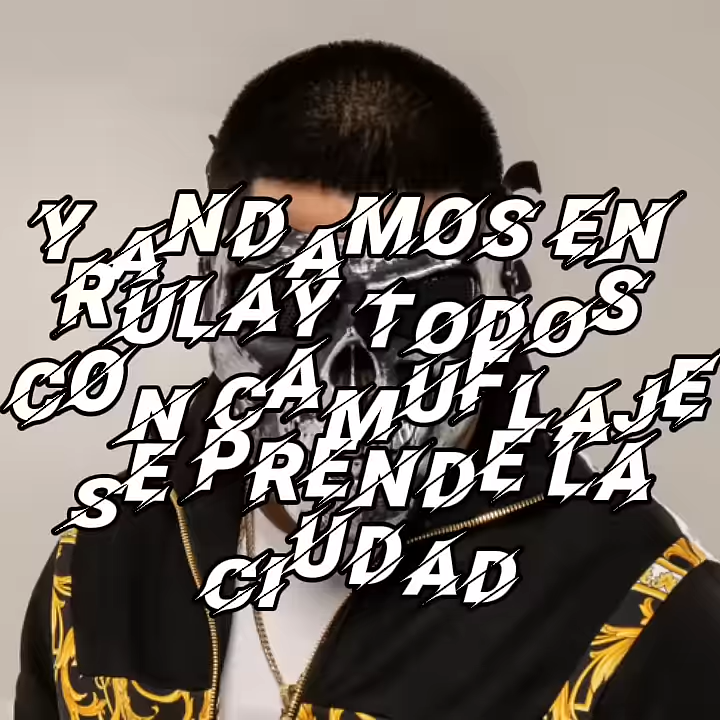 Y ANDAMOS EN
RULAY TODOS
CON CAMUFLAJE
SE PRENDE LA
CIUDAD